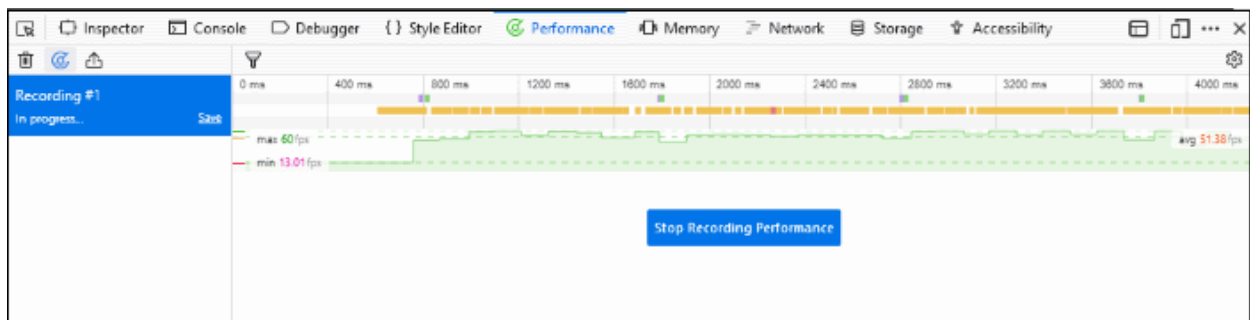 Inspector Console Debugger {} Style Editor Performance Memory Network Storage Accessibility
Recording #1
In progress...
Save
0 ms 400 ms 800 ms 1200 ms 1600 ms 2000 ms 2400 ms 2800 ms 3200 ms 3600 ms 4000 ms
max 60 fps
avg 51.38 fps
min 13.01 fps
Stop Recording Performance